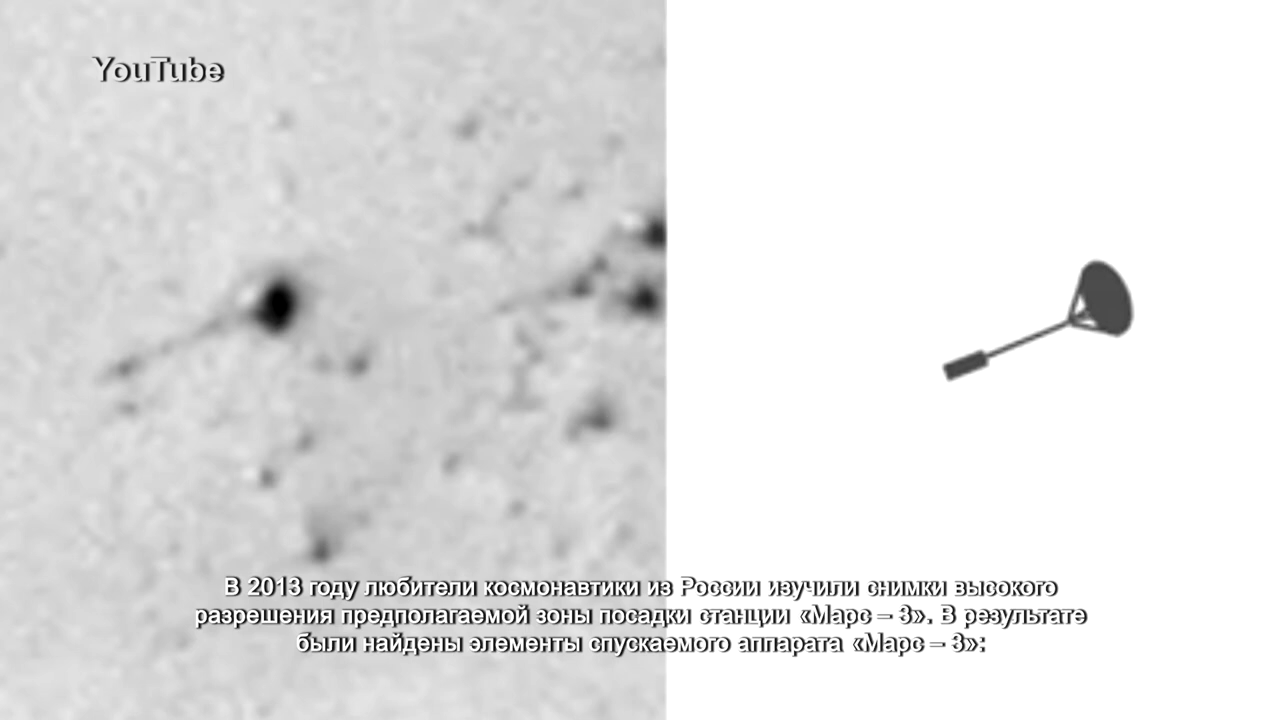 YouTube
В 2013 году любители космонавтики из России изучили снимки высокого
разрешения предполагаемой зоны посадки станции «Марс – 3». В результате
были найдены элементы спускаемого аппарата «Марс – 3»: